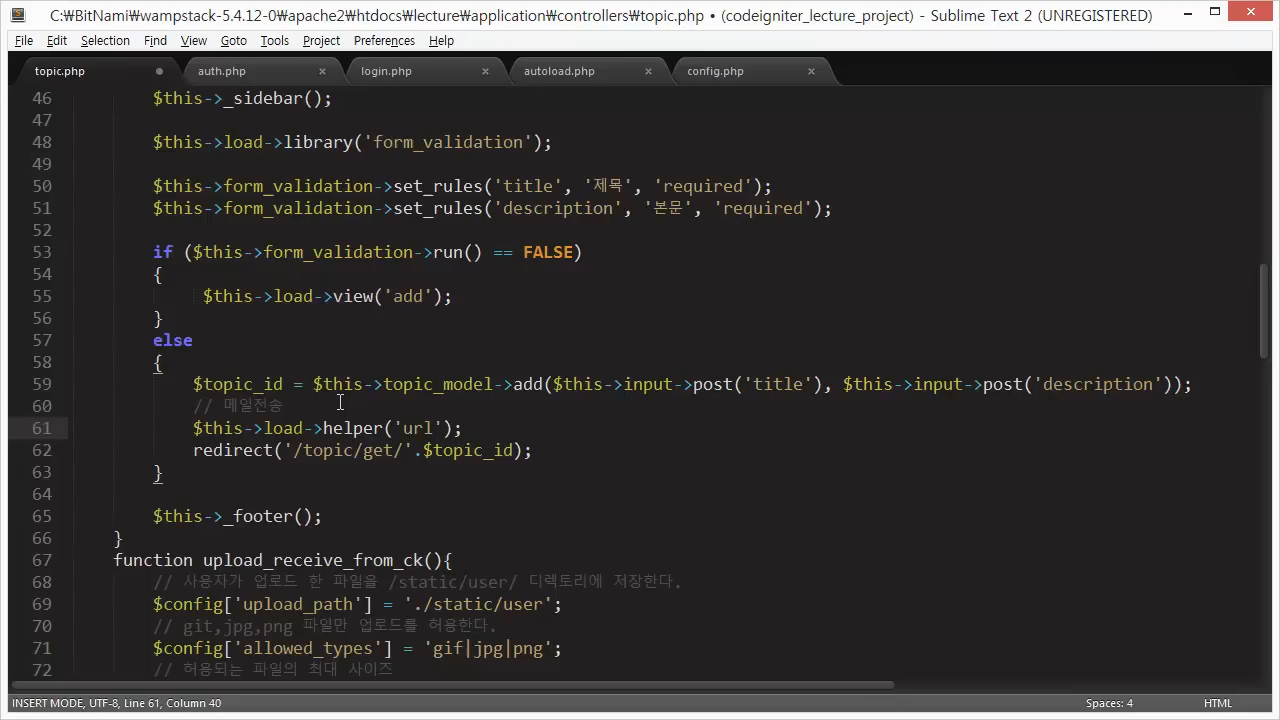 C:₩BitNami₩wampstack-5.4.12-0₩apache2₩htdocs₩lecture₩application₩controllers₩topic.php • (codeigniter_lecture_project) - Sublime Text 2 (UNREGISTERED)
File Edit Selection Find View Goto Tools Project Preferences Help
topic.php auth.php login.php autoload.php config.php
46 $this->_sidebar();
47
48 $this->load->library('form_validation');
49
50 $this->form_validation->set_rules('title', '제목', 'required');
51 $this->form_validation->set_rules('description', '본문', 'required');
52
53 if ($this->form_validation->run() == FALSE)
54 {
55 $this->load->view('add');
56 }
57 else
58 {
59 $topic_id = $this->topic_model->add($this->input->post('title'), $this->input->post('description'));
60 // 메일전송
61 $this->load->helper('url');
62 redirect('/topic/get/'.$topic_id);
63 }
64
65 $this->_footer();
66 }
67 function upload_receive_from_ck(){
68 // 사용자가 업로드 한 파일을 /static/user/ 디렉토리에 저장한다.
69 $config['upload_path'] = './static/user';
70 // git,jpg,png 파일만 업로드를 허용한다.
71 $config['allowed_types'] = 'gif|jpg|png';
72 // 허용되는 파일의 최대 사이즈
INSERT MODE, UTF-8, Line 61, Column 40 Spaces: 4 HTML